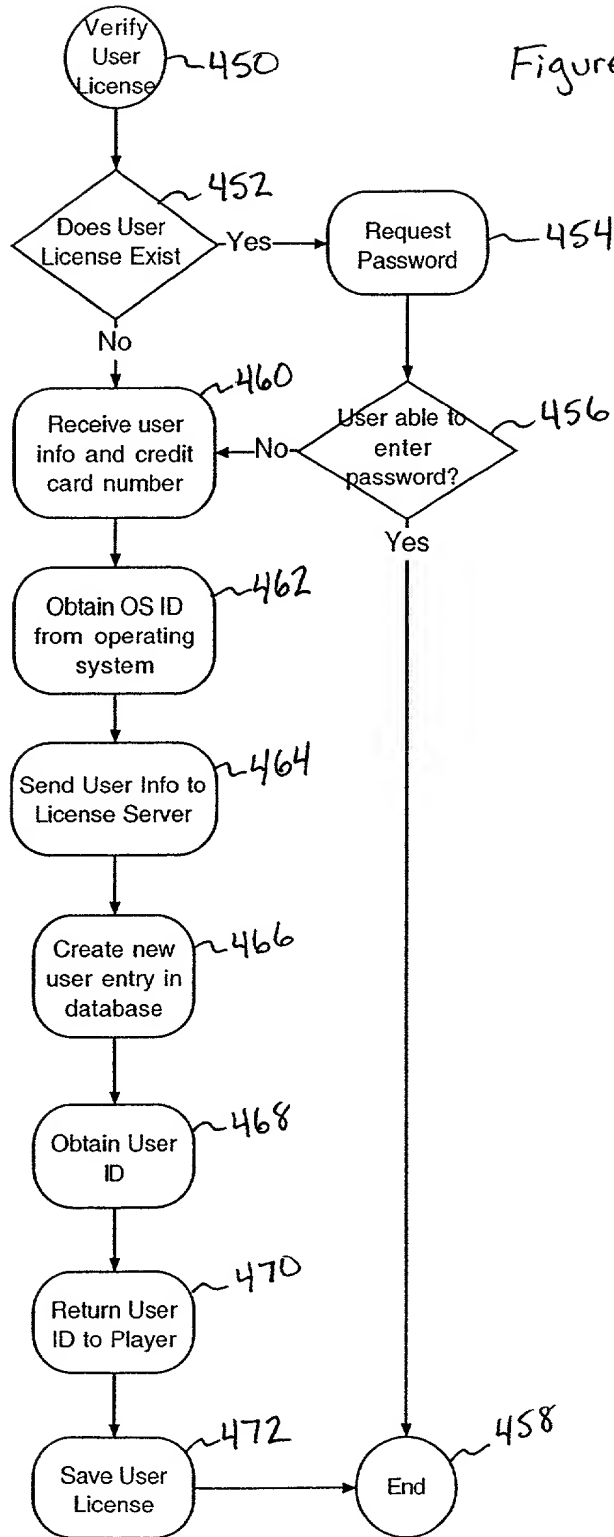 Verify
User
License
450
Figure
452
Does User
License Exist
Yes
Request
Password
454
No
460
Receive user
info and credit
card number
No
User able to
enter
password?
456
Yes
462
Obtain OS ID
from operating
system
464
Send User Info to
License Server
466
Create new
user entry in
database
468
Obtain User
ID
470
Return User
ID to Player
472
Save User
License
458
End